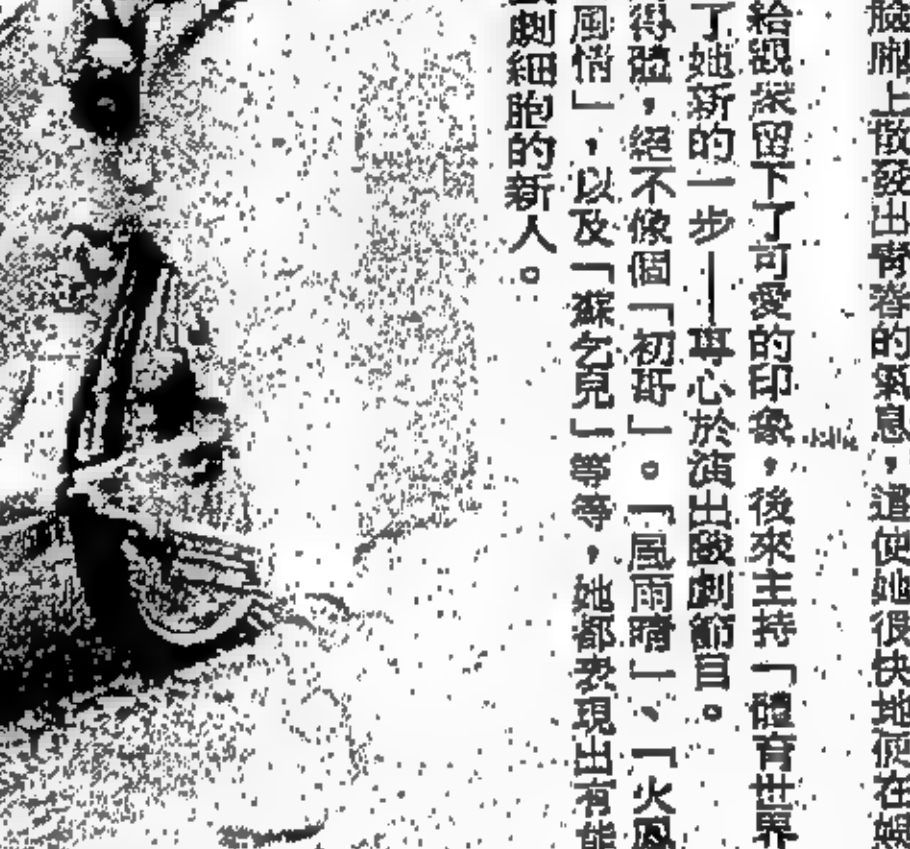 臉龐上散發出青春的氣息，這使她很快地便在娛
給觀眾留下了可愛的印象，後來主持「體育世界
了她新的一步——專心於演出戲劇節目。
得體，絕不像個「初哥」。「風雨晴」、「火鳳
風情」，以及「蘇乞兒」等等，她都表現出有能
劇細胞的新人。